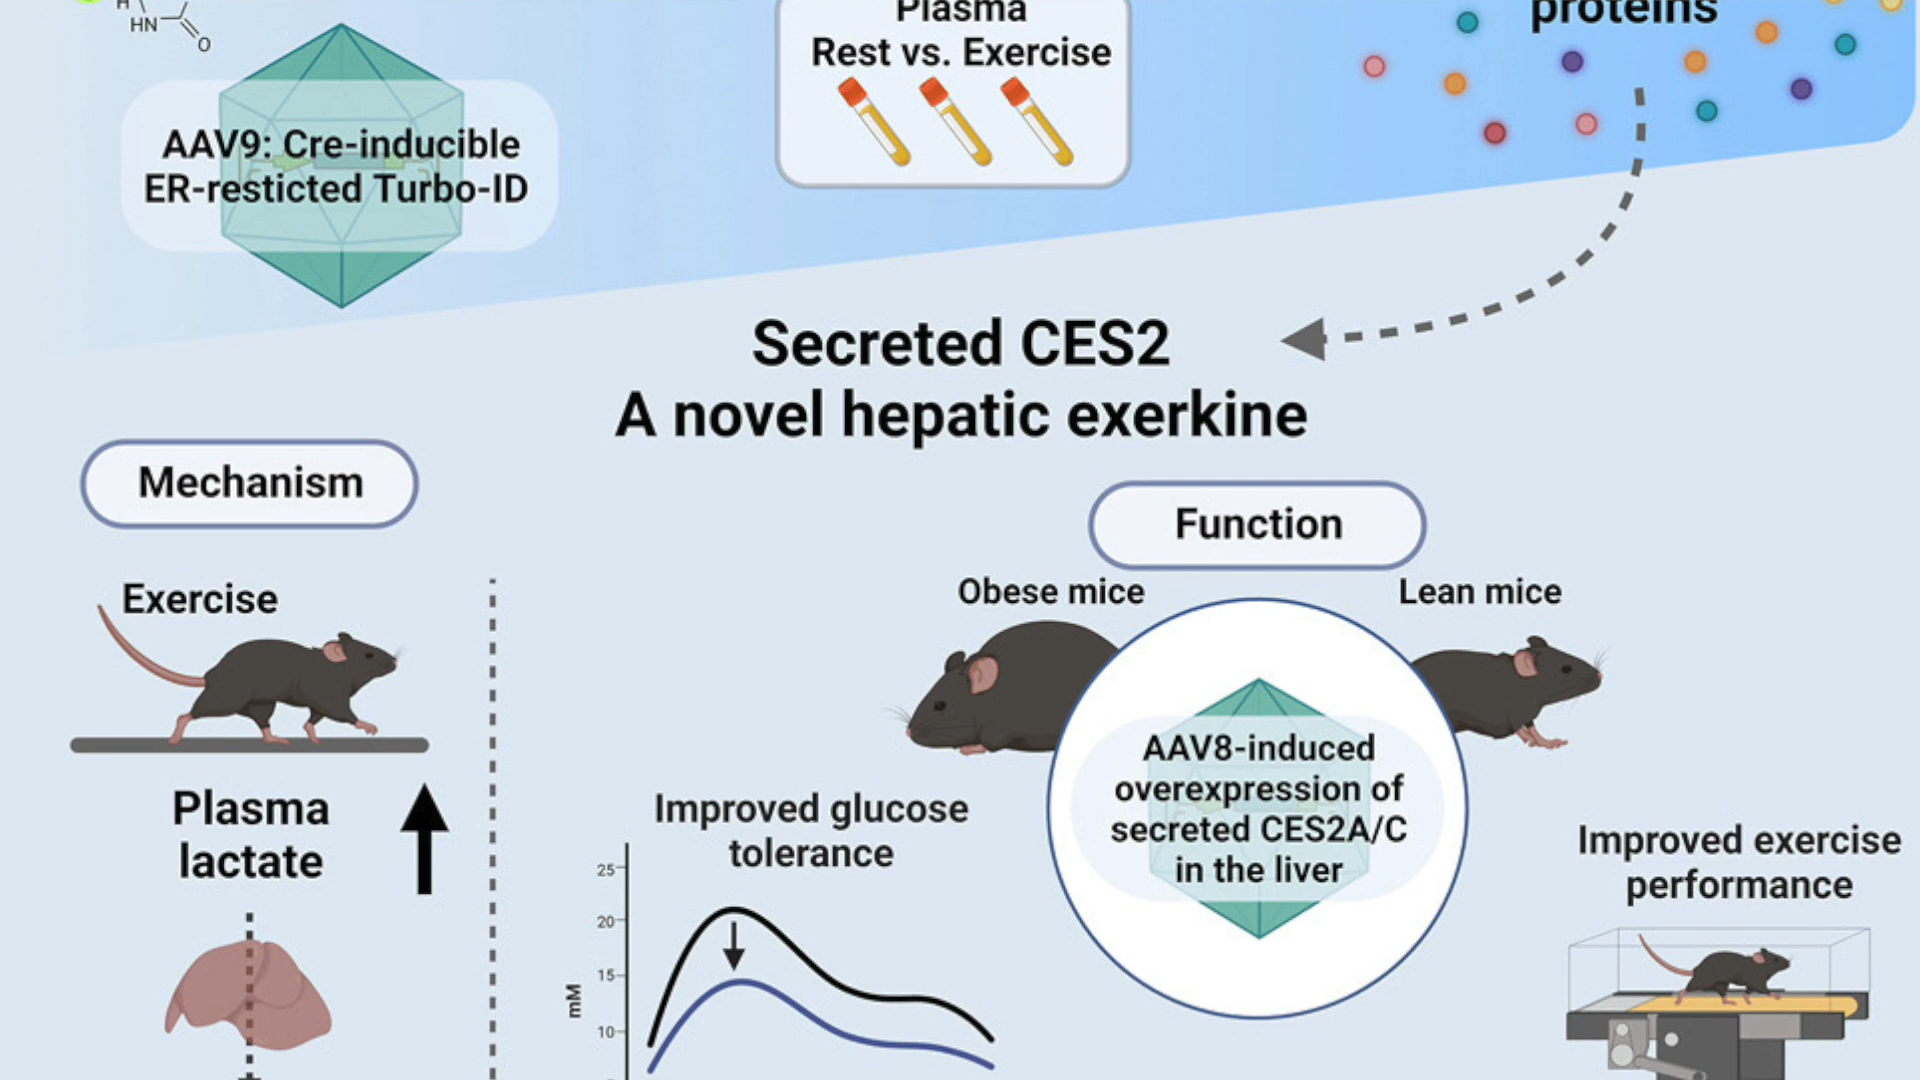 H
HN
O
AAV9: Cre-inducible
ER-resticted Turbo-ID
Plasma
Rest vs. Exercise
proteins
Secreted CES2
A novel hepatic exerkine
Mechanism
Exercise
Plasma
lactate
Function
Obese mice
Lean mice
AAV8-induced
overexpression of
secreted CES2A/C
in the liver
Improved glucose
tolerance
25
20
15
10
mM
Improved exercise
performance